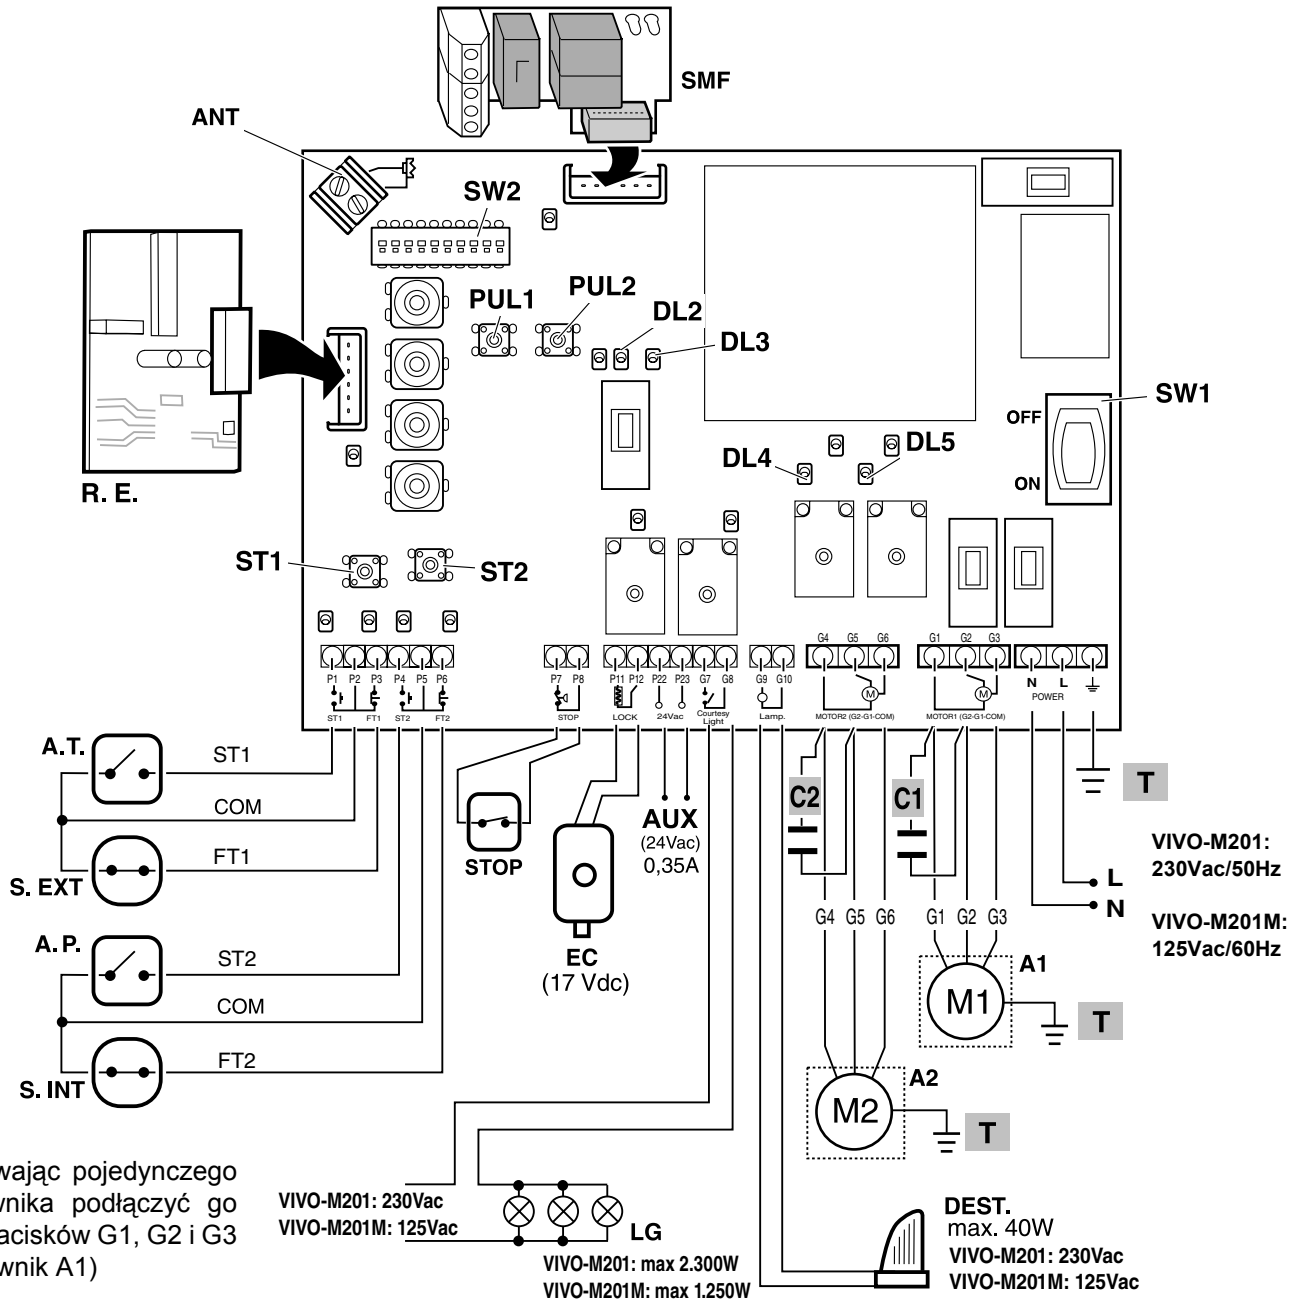 SMF
ANT
SW2
PUL1
PUL2
DL2
DL3
SW1
OFF
ON
DL4
DL5
R. E.
ST1
ST2
G4 G5 G6
G1 G2 G3
P1 P2 P3 P4 P5 P6
P7 P8
P11 P12 P22 P23 G7 G8
G9 G10
M
M
N L
POWER
ST1 FT1 ST2 FT2
STOP
LOCK
24Vac
Courtesy
Light
Lamp.
MOTOR2 (G2-G1-COM)
MOTOR1 (G2-G1-COM)
A.T.
ST1
COM
FT1
S. EXT
A.P.
ST2
COM
FT2
S. INT
STOP
EC
(17 Vdc)
AUX
(24Vac)
0,35A
C2
C1
T
VIVO-M201:
230Vac/50Hz
L
N
VIVO-M201M:
125Vac/60Hz
G4 G5 G6
G1 G2 G3
A1
M1
T
A2
M2
T
wając pojedynczego
wnika podłączyć go
acisków G1, G2 i G3
wnik A1)
VIVO-M201: 230Vac
VIVO-M201M: 125Vac
LG
VIVO-M201: max 2.300W
VIVO-M201M: max 1.250W
DEST.
max. 40W
VIVO-M201: 230Vac
VIVO-M201M: 125Vac